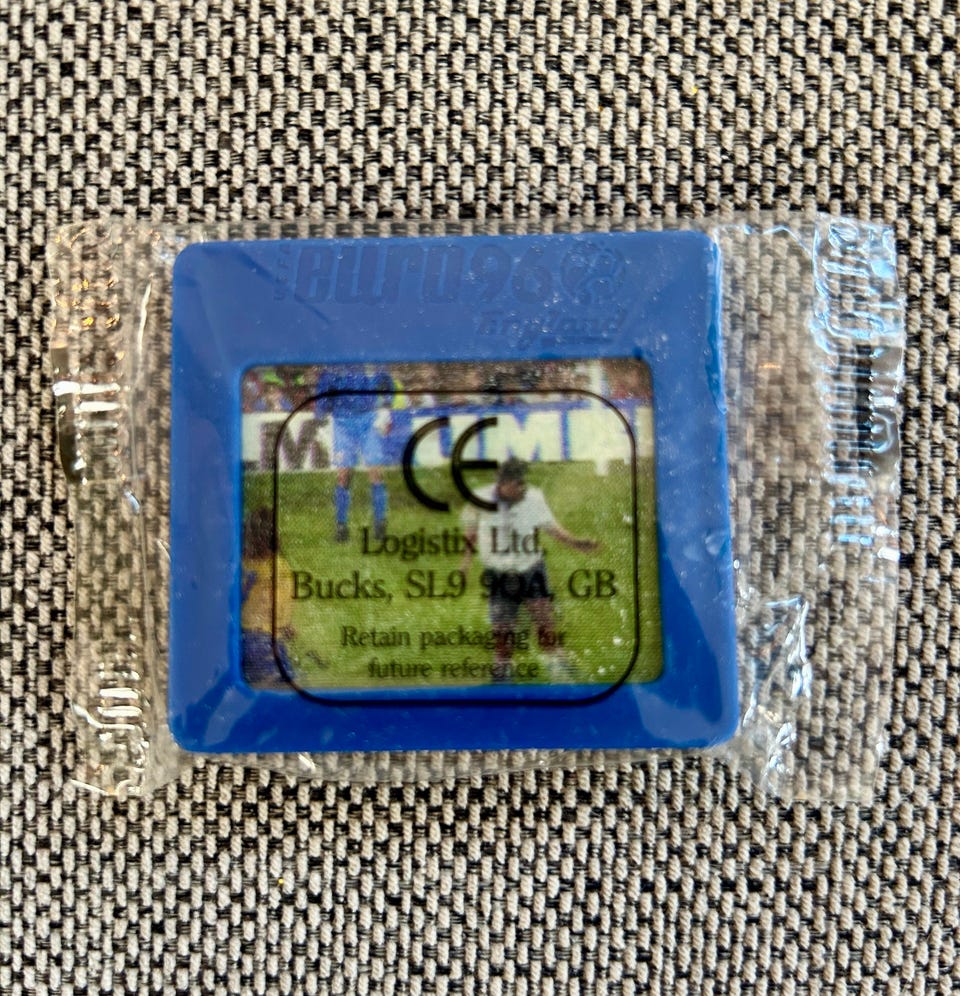 euro96
England
CE
Logistix Ltd,
Bucks, SL9 9QA, GB
Retain packaging for
future reference